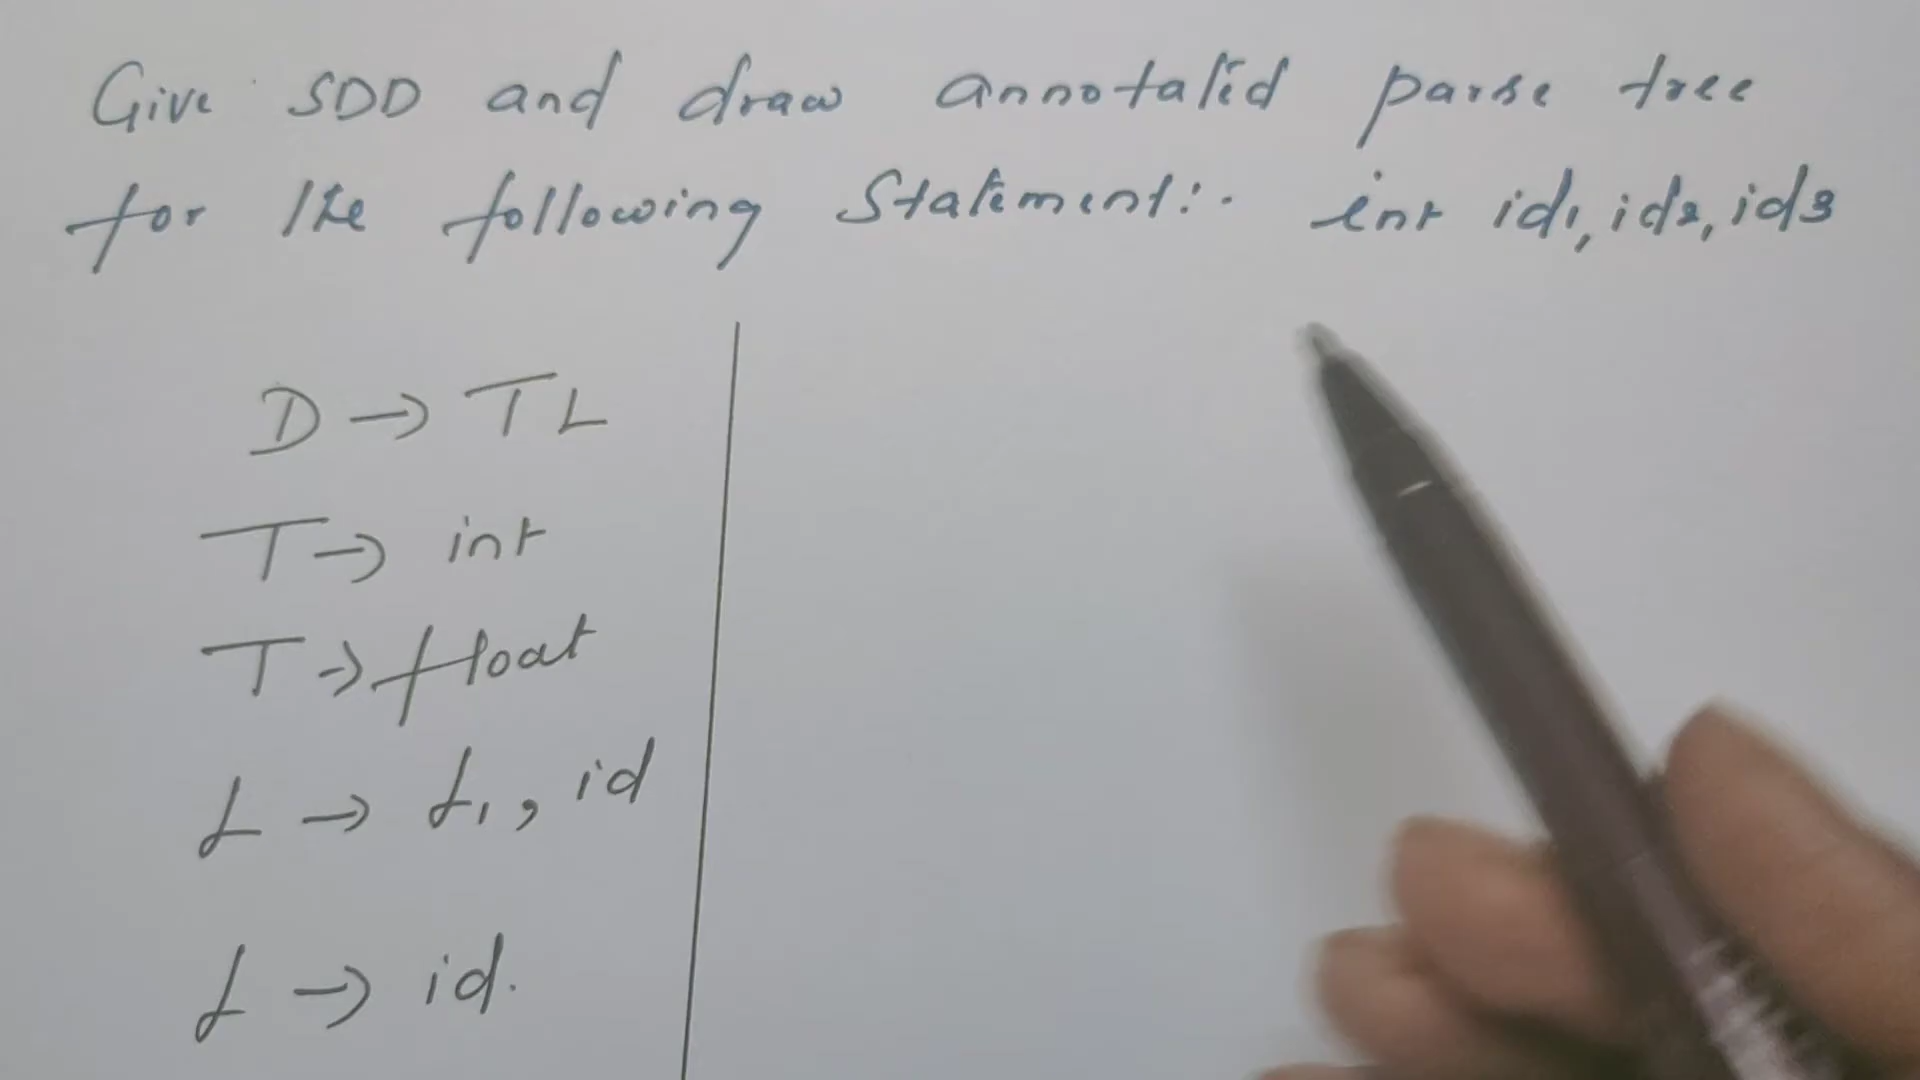 Give SDD and draw annotated parse tree
for the following Statement:- int id1, id2, id3
D → TL
T → int
T → float
L → L1, id
L → id.